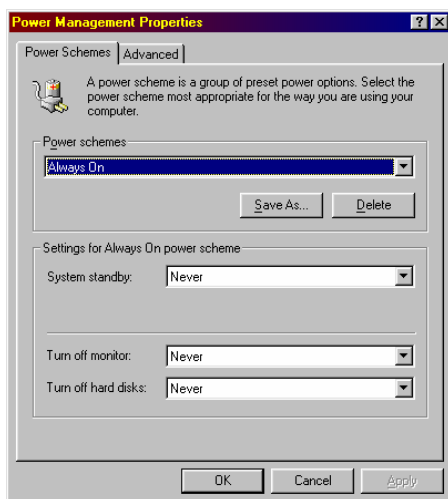 Power Management Properties
Power Schemes Advanced
A power scheme is a group of preset power options. Select the
power scheme most appropriate for the way you are using your
computer.
Power schemes
Always On
Save As... Delete
Settings for Always On power scheme
System standby: Never
Turn off monitor: Never
Turn off hard disks: Never
OK Cancel Apply